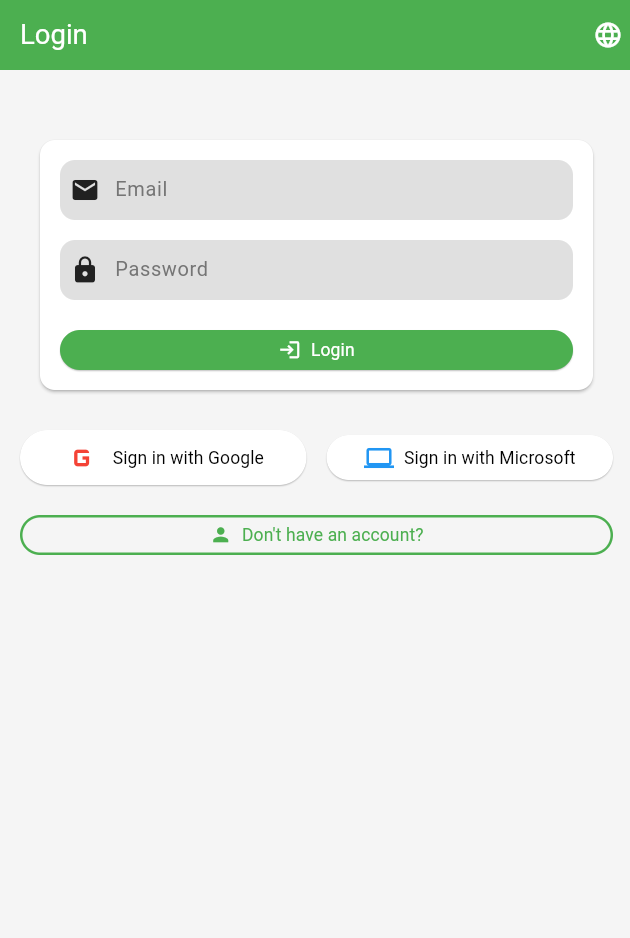 Login
Email
Password
Login
Sign in with Google
Sign in with Microsoft
Don't have an account?